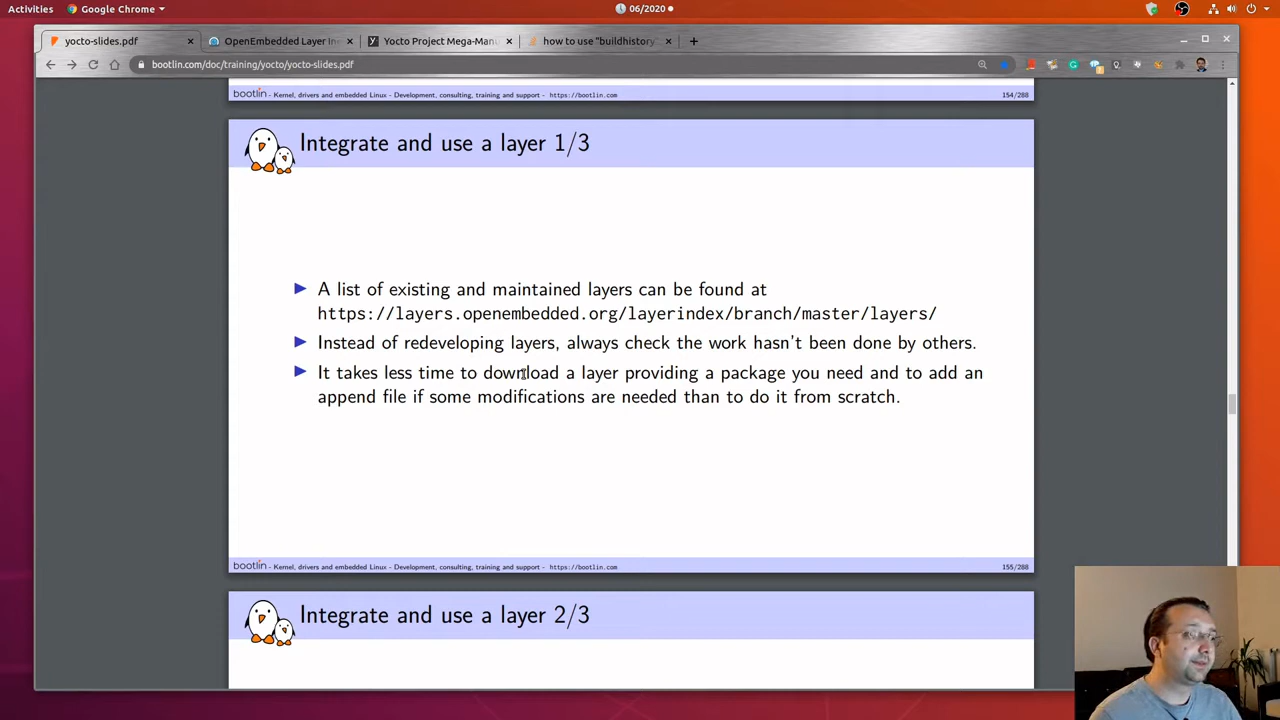 Activities Google Chrome 06/2020
yocto-slides.pdf OpenEmbedded Layer In Yocto Project Mega-Manu how to use "buildhistory"
bootlin.com/doc/training/yocto/yocto-slides.pdf
bootlin - Kernel, drivers and embedded Linux - Development, consulting, training and support - https://bootlin.com 154/288
Integrate and use a layer 1/3
A list of existing and maintained layers can be found at
https://layers.openembedded.org/layerindex/branch/master/layers/
Instead of redeveloping layers, always check the work hasn't been done by others.
It takes less time to download a layer providing a package you need and to add an
append file if some modifications are needed than to do it from scratch.
bootlin - Kernel, drivers and embedded Linux - Development, consulting, training and support - https://bootlin.com 155/288
Integrate and use a layer 2/3